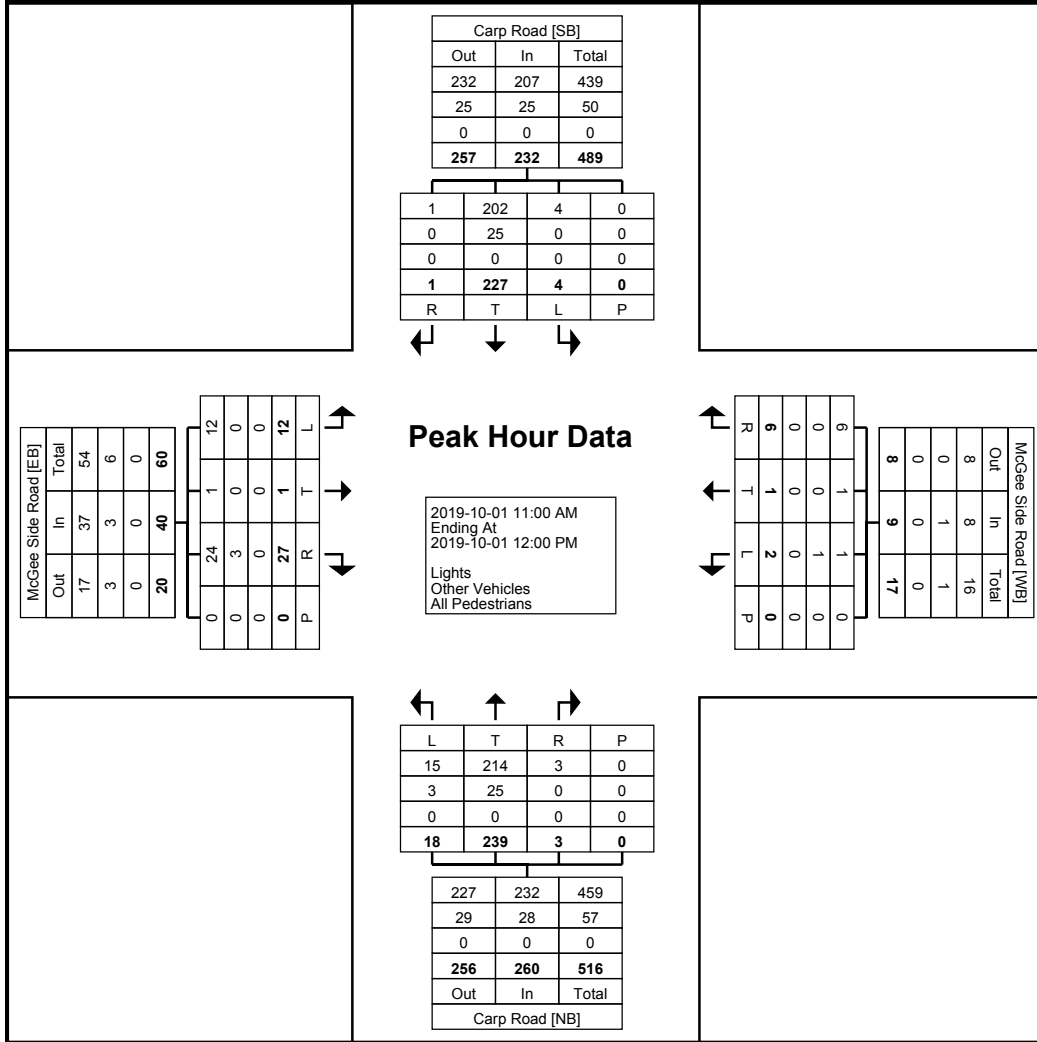 Carp Road [SB]
Out In Total
232 207 439
25 25 50
0 0 0
257 232 489
1 202 4 0
0 25 0 0
0 0 0 0
1 227 4 0
R T L P
McGee Side Road [EB]
Total In Out
54 37 17
6 3 3
0 0 0
60 40 20
12 1 24 0
0 0 3 0
0 0 0 0
12 1 27 0
L T R P
Peak Hour Data
2019-10-01 11:00 AM
Ending At
2019-10-01 12:00 PM
Lights
Other Vehicles
All Pedestrians
R T L P
6 1 2 0
0 0 0 0
0 0 1 0
6 1 1 0
8 9 17
0 0 0
0 1 1
8 8 16
Out In Total
McGee Side Road [WB]
L T R P
15 214 3 0
3 25 0 0
0 0 0 0
18 239 3 0
227 232 459
29 28 57
0 0 0
256 260 516
Out In Total
Carp Road [NB]